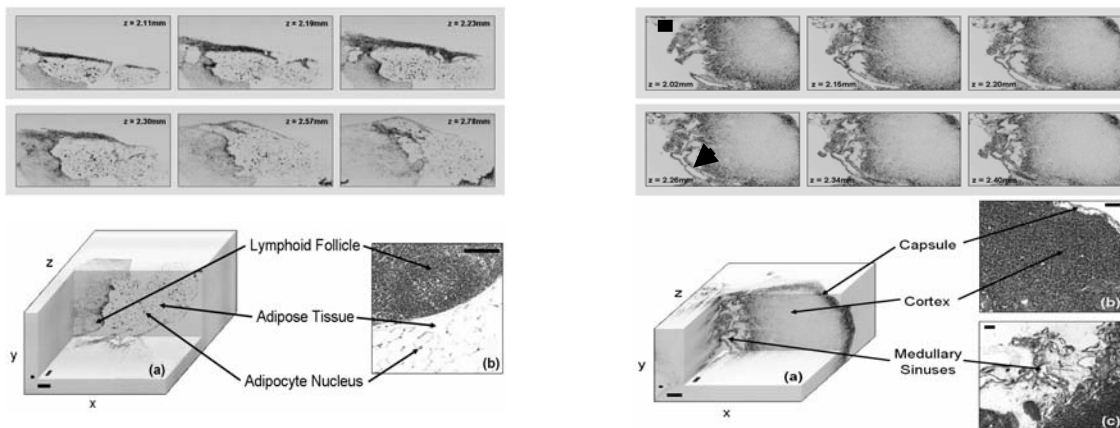 z = 2.11mm
z = 2.19mm
z = 2.23mm
z = 2.30mm
z = 2.57mm
z = 2.78mm
z
y
x
(a)
Lymphoid Follicle
Adipose Tissue
Adipocyte Nucleus
(b)
z = 2.02mm
z = 2.15mm
z = 2.20mm
z = 2.26mm
z = 2.34mm
z = 2.40mm
z
y
x
(a)
Capsule
Cortex
Medullary
Sinuses
(b)
(c)